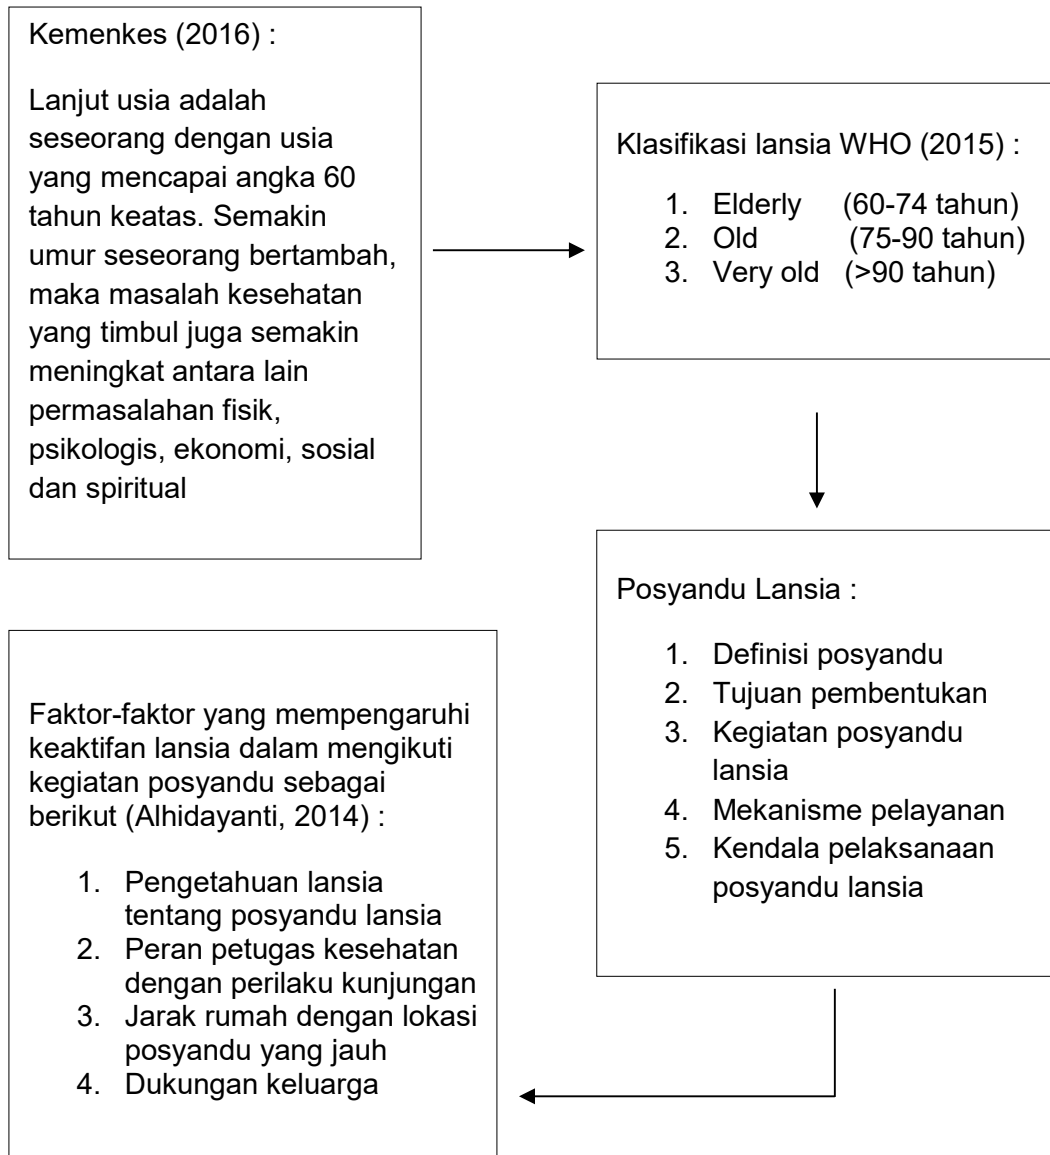 Kemenkes (2016) :
Lanjut usia adalah
seseorang dengan usia
yang mencapai angka 60
tahun keatas. Semakin
umur seseorang bertambah,
maka masalah kesehatan
yang timbul juga semakin
meningkat antara lain
permasalahan fisik,
psikologis, ekonomi, sosial
dan spiritual
Klasifikasi lansia WHO (2015) :
1. Elderly (60-74 tahun)
2. Old (75-90 tahun)
3. Very old (>90 tahun)
Posyandu Lansia :
1. Definisi posyandu
2. Tujuan pembentukan
3. Kegiatan posyandu
lansia
4. Mekanisme pelayanan
5. Kendala pelaksanaan
posyandu lansia
Faktor-faktor yang mempengaruhi
keaktifan lansia dalam mengikuti
kegiatan posyandu sebagai
berikut (Alhidayanti, 2014) :
1. Pengetahuan lansia
tentang posyandu lansia
2. Peran petugas kesehatan
dengan perilaku kunjungan
3. Jarak rumah dengan lokasi
posyandu yang jauh
4. Dukungan keluarga